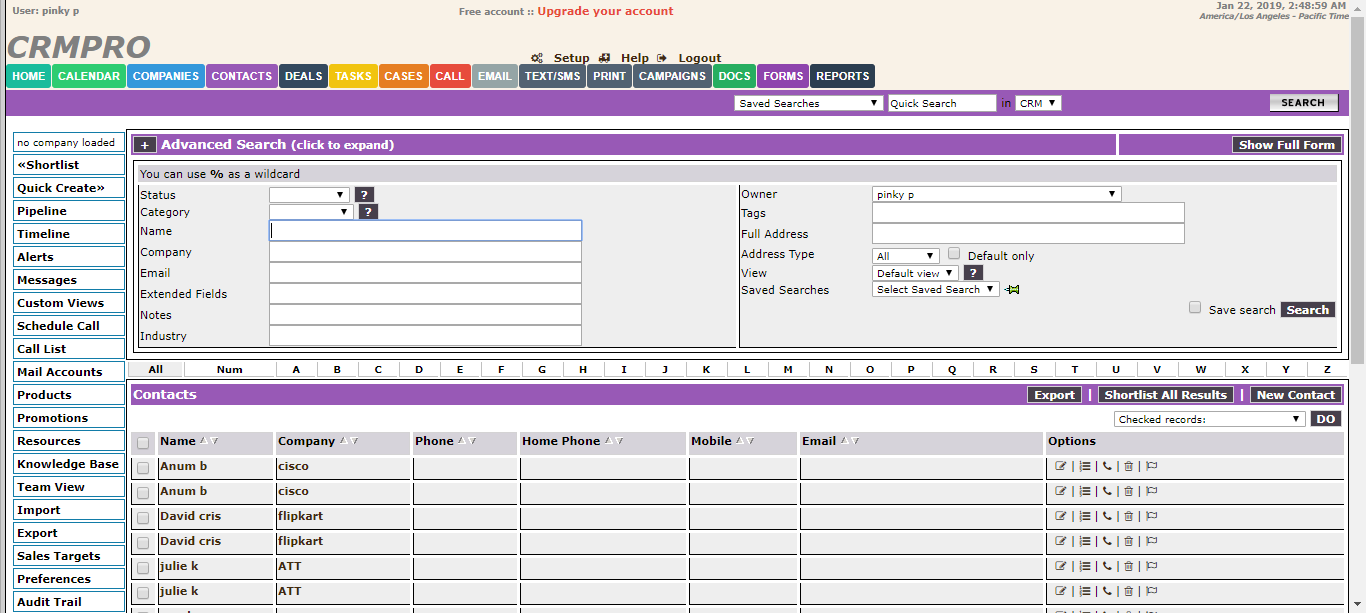 User: pinky p
Free account :: Upgrade your account
Jan 22, 2019, 2:48:59 AM
America/Los Angeles - Pacific Time
CRMPRO
Setup Help Logout
HOME CALENDAR COMPANIES CONTACTS DEALS TASKS CASES CALL EMAIL TEXT/SMS PRINT CAMPAIGNS DOCS FORMS REPORTS
Saved Searches Quick Search in CRM SEARCH
no company loaded
«Shortlist
Quick Create»
Pipeline
Timeline
Alerts
Messages
Custom Views
Schedule Call
Call List
Mail Accounts
Products
Promotions
Resources
Knowledge Base
Team View
Import
Export
Sales Targets
Preferences
Audit Trail
+ Advanced Search (click to expand) Show Full Form
You can use % as a wildcard
Status ?
Category ?
Name
Company
Email
Extended Fields
Notes
Industry
Owner pinky p
Tags
Full Address
Address Type All Default only
View Default view ?
Saved Searches Select Saved Search
Save search Search
All Num A B C D E F G H I J K L M N O P Q R S T U V W X Y Z
Contacts Export | Shortlist All Results | New Contact
Checked records: DO
Name Company Phone Home Phone Mobile Email Options
Anum b cisco | | | |
Anum b cisco | | | |
David cris flipkart | | | |
David cris flipkart | | | |
julie k ATT | | | |
julie k ATT | | | |